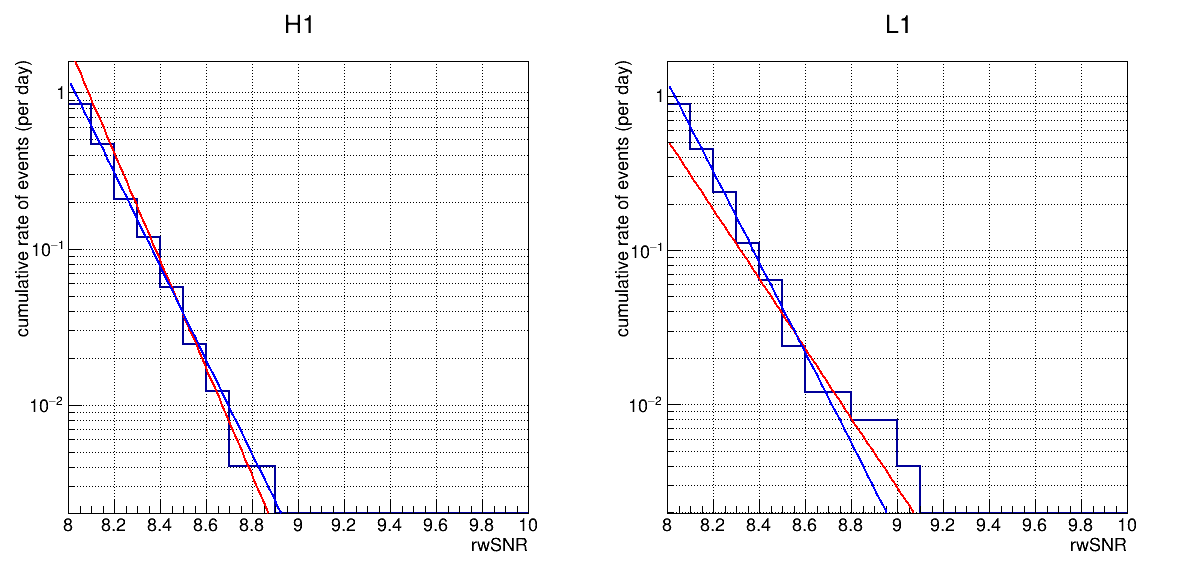 H1
cumulative rate of events (per day)
1
10⁻¹
10⁻²
8 8.2 8.4 8.6 8.8 9 9.2 9.4 9.6 9.8 10
rwSNR
L1
cumulative rate of events (per day)
1
10⁻¹
10⁻²
8 8.2 8.4 8.6 8.8 9 9.2 9.4 9.6 9.8 10
rwSNR